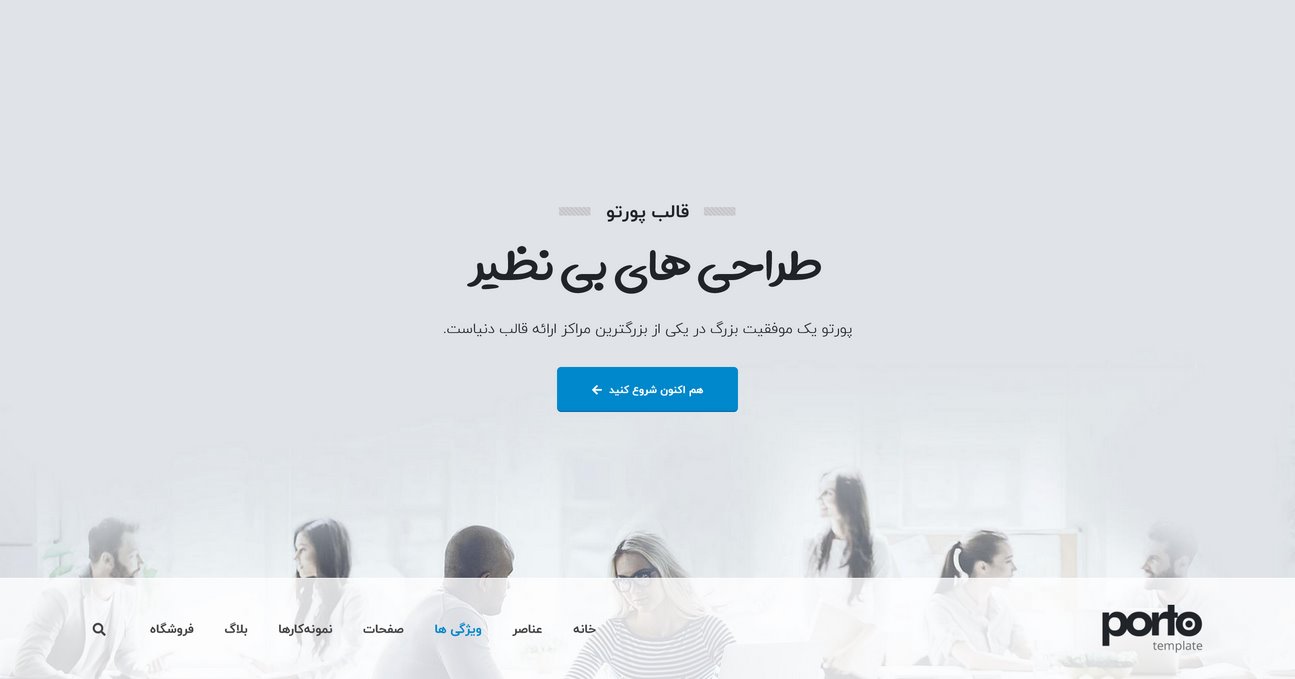 قالب پورتو
طراحی های بی نظیر
پورتو یک موفقیت بزرگ در یکی از بزرگترین مراکز ارائه قالب دنیاست.
هم اکنون شروع کنید
porto
template
خانه عناصر ویژگی ها صفحات نمونه‌کارها بلاگ فروشگاه